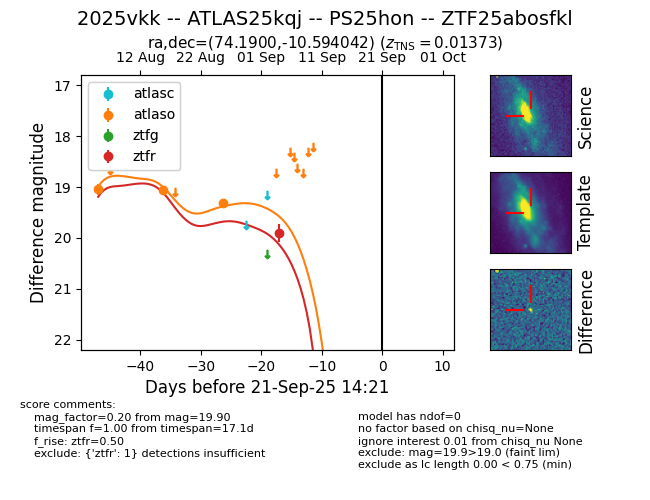 2025vkk -- ATLAS25kqj -- PS25hon -- ZTF25abosfkl
ra,dec=(74.1900,-10.594042) (z_TNS = 0.01373)
12 Aug 22 Aug 01 Sep 11 Sep 21 Sep 01 Oct
atlasc
atlaso
ztfg
ztfr
17
18
19
20
21
22
Difference magnitude
−40 −30 −20 −10 0 10
Days before 21-Sep-25 14:21
Science
Template
Difference
score comments:
mag_factor=0.20 from mag=19.90
timespan f=1.00 from timespan=17.1d
f_rise: ztfr=0.50
exclude: {'ztfr': 1} detections insufficient
model has ndof=0
no factor based on chisq_nu=None
ignore interest 0.01 from chisq_nu None
exclude: mag=19.9>19.0 (faint lim)
exclude as lc length 0.00 < 0.75 (min)